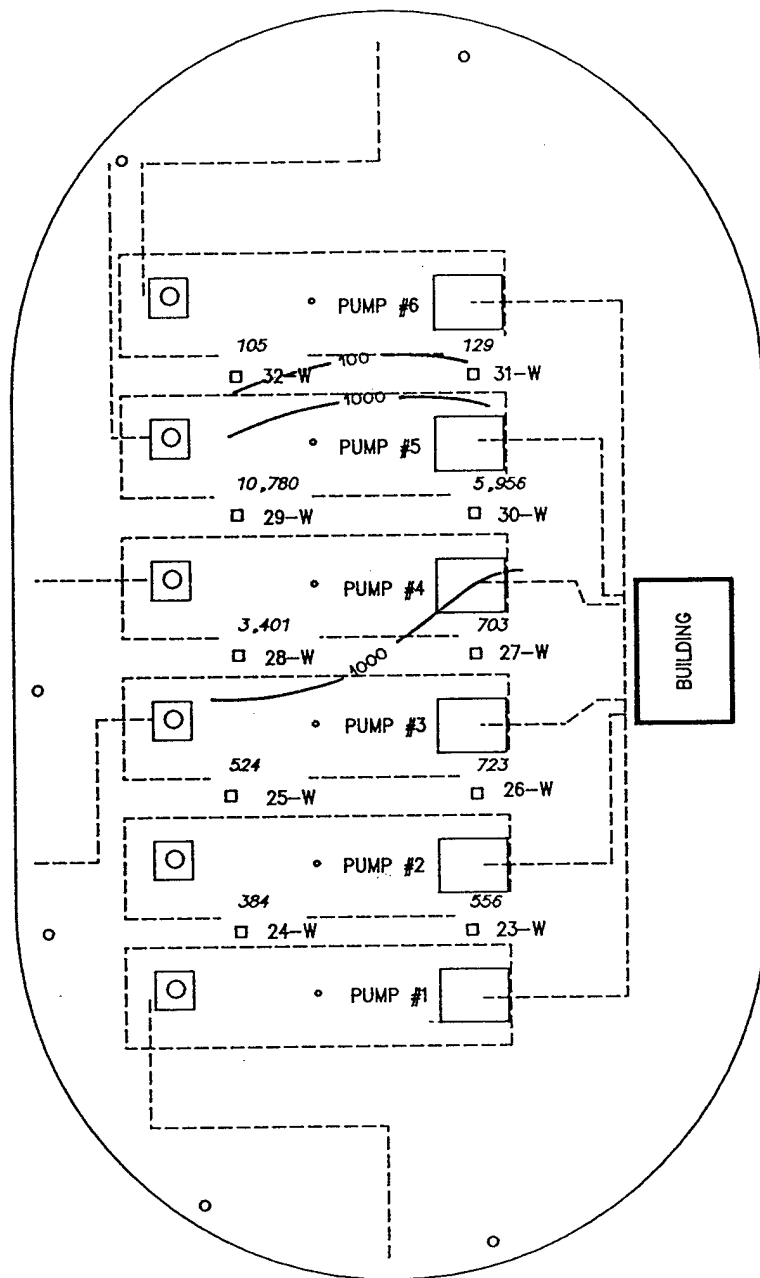 PUMP #6
105 129
100
32-W 31-W
1000
PUMP #5
10,780 5,956
29-W 30-W
PUMP #4
3,401 703
28-W 27-W
1000
BUILDING
PUMP #3
524 723
25-W 26-W
PUMP #2
384 556
24-W 23-W
PUMP #1